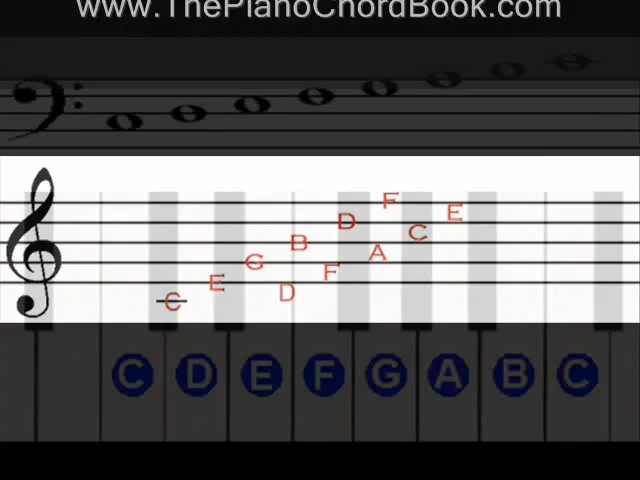 www.ThePianoChordBook.com
F
D E
B C
G A
E F
C D
C D E F G A B C